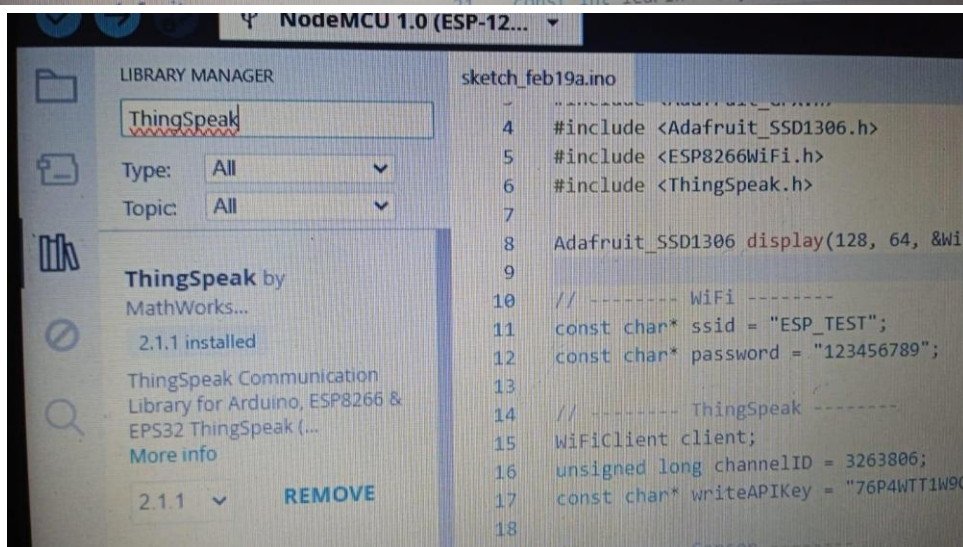 NodeMCU 1.0 (ESP-12...
LIBRARY MANAGER
ThingSpeak
Type: All
Topic: All
ThingSpeak by
MathWorks...
2.1.1 installed
ThingSpeak Communication
Library for Arduino, ESP8266 &
EPS32 ThingSpeak (...
More info
2.1.1 REMOVE
sketch_feb19a.ino
4 #include <Adafruit_SSD1306.h>
5 #include <ESP8266WiFi.h>
6 #include <ThingSpeak.h>
7
8 Adafruit_SSD1306 display(128, 64, &Wi
9
10 // -------- WiFi --------
11 const char* ssid = "ESP_TEST";
12 const char* password = "123456789";
13
14 // -------- ThingSpeak --------
15 WiFiClient client;
16 unsigned long channelID = 3263806;
17 const char* writeAPIKey = "76P4WTT1W9
18